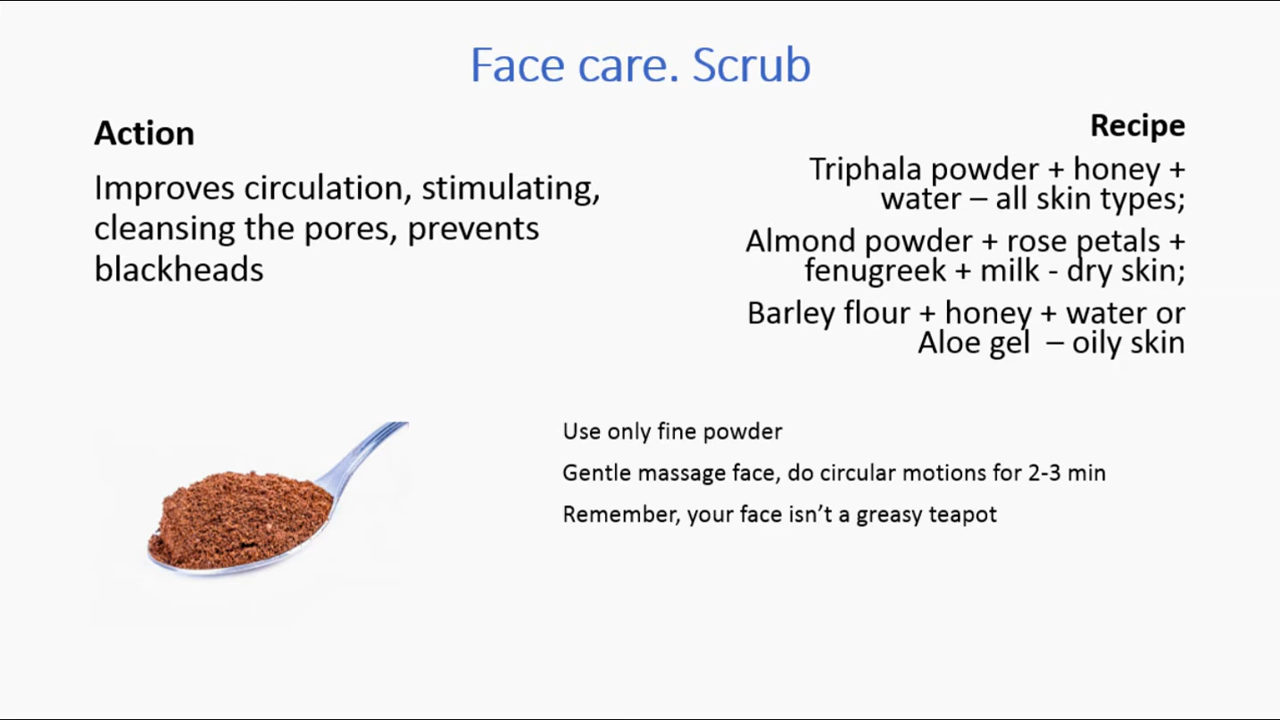 Face care. Scrub
Action
Improves circulation, stimulating,
cleansing the pores, prevents
blackheads
Recipe
Triphala powder + honey +
water – all skin types;
Almond powder + rose petals +
fenugreek + milk - dry skin;
Barley flour + honey + water or
Aloe gel  – oily skin
Use only fine powder
Gentle massage face, do circular motions for 2-3 min
Remember, your face isn’t a greasy teapot